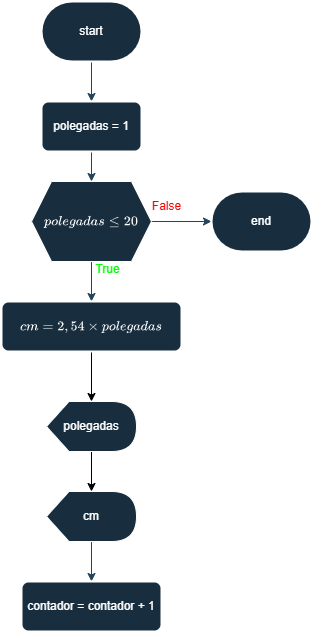 start
polegadas = 1
polegadas ≤ 20
False
end
True
cm = 2,54 × polegadas
polegadas
cm
contador = contador + 1